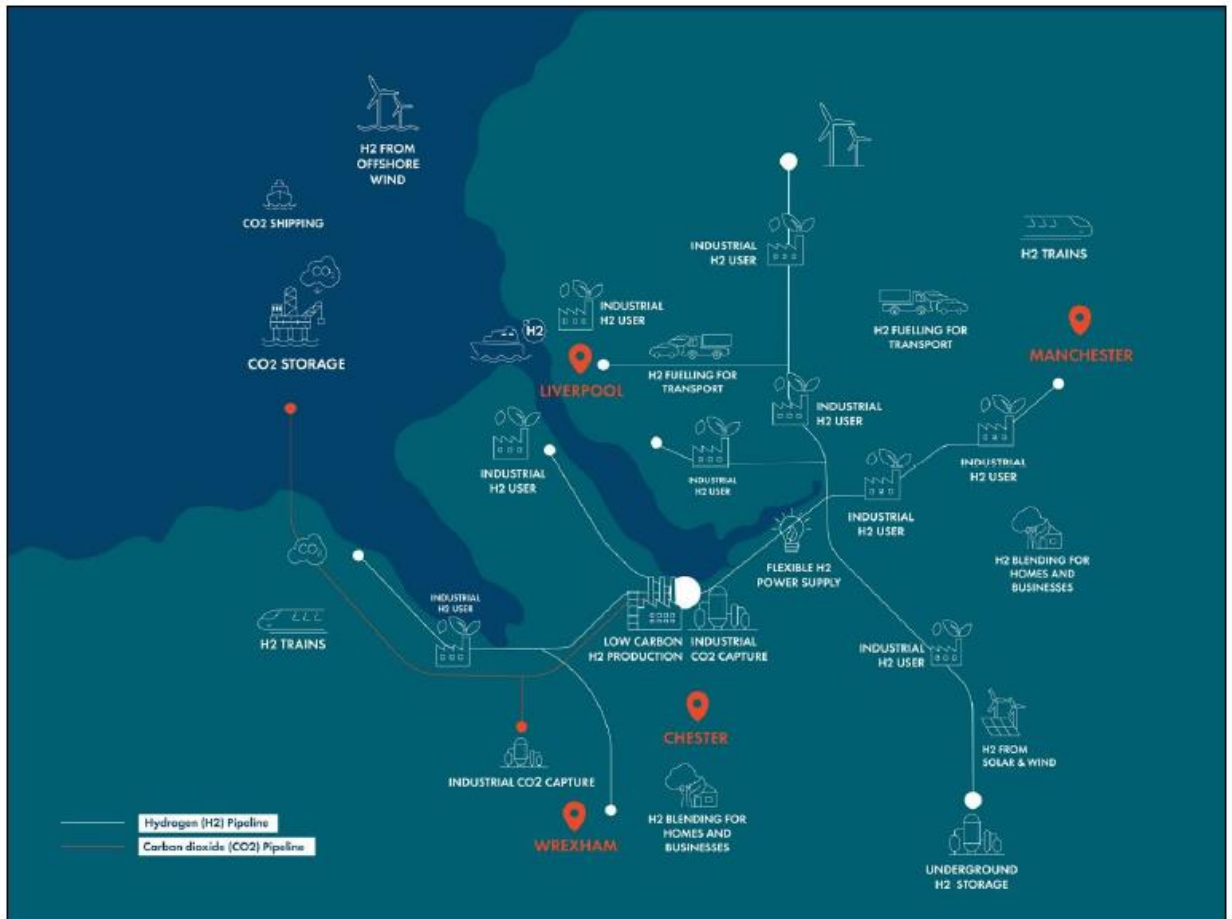 H2 FROM
OFFSHORE
WIND
CO2 SHIPPING
CO2
CO2 STORAGE
H2
INDUSTRIAL
H2 USER
LIVERPOOL
INDUSTRIAL
H2 USER
H2 TRAINS
H2 FUELLING FOR
TRANSPORT
MANCHESTER
H2 FUELLING FOR
TRANSPORT
INDUSTRIAL
H2 USER
INDUSTRIAL
H2 USER
INDUSTRIAL
H2 USER
INDUSTRIAL
H2 USER
INDUSTRIAL
H2 USER
FLEXIBLE H2
POWER SUPPLY
H2 BLENDING FOR
HOMES AND
BUSINESSES
CO2
H2 TRAINS
INDUSTRIAL
H2 USER
LOW CARBON
H2 PRODUCTION
INDUSTRIAL
CO2 CAPTURE
INDUSTRIAL
H2 USER
CHESTER
H2 FROM
SOLAR & WIND
INDUSTRIAL CO2 CAPTURE
WREXHAM
H2 BLENDING FOR
HOMES AND
BUSINESSES
UNDERGROUND
H2 STORAGE
Hydrogen (H2) Pipeline
Carbon dioxide (CO2) Pipeline